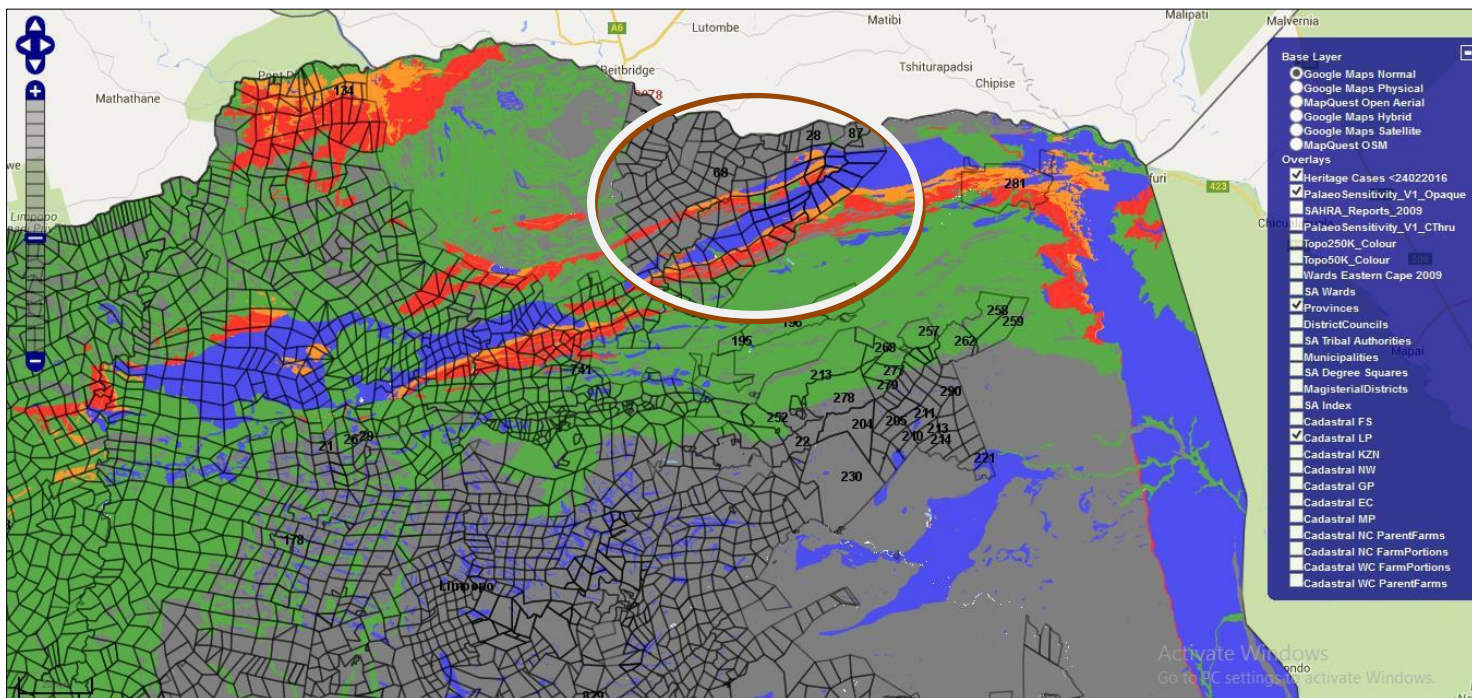 Malipati
Malvernia
A6
Lutombe
Matibi
Beitbridge
Tshiturapadsi
Chipise
Mathathane
134
28
87
68
281
423
Limpopo
196
195
258
257
259
262
268
277
279
741
213
278
290
252
204
205
211
213
210
214
22
21
26
29
221
230
178
Limpopo
829
Mapai
Base Layer
Google Maps Normal
Google Maps Physical
MapQuest Open Aerial
Google Maps Hybrid
Google Maps Satellite
MapQuest OSM
Overlays
Heritage Cases <24022016
PalaeoSensitivity_V1_Opaque
SAHRA_Reports_2009
PalaeoSensitivity_V1_CThru
Topo250K_Colour
Topo50K_Colour
Wards Eastern Cape 2009
SA Wards
Provinces
DistrictCouncils
SA Tribal Authorities
Municipalities
SA Degree Squares
MagisterialDistricts
SA Index
Cadastral FS
Cadastral LP
Cadastral KZN
Cadastral NW
Cadastral GP
Cadastral EC
Cadastral MP
Cadastral NC ParentFarms
Cadastral NC FarmPortions
Cadastral WC FarmPortions
Cadastral WC ParentFarms
Activate Windows
Go to PC settings to activate Windows.